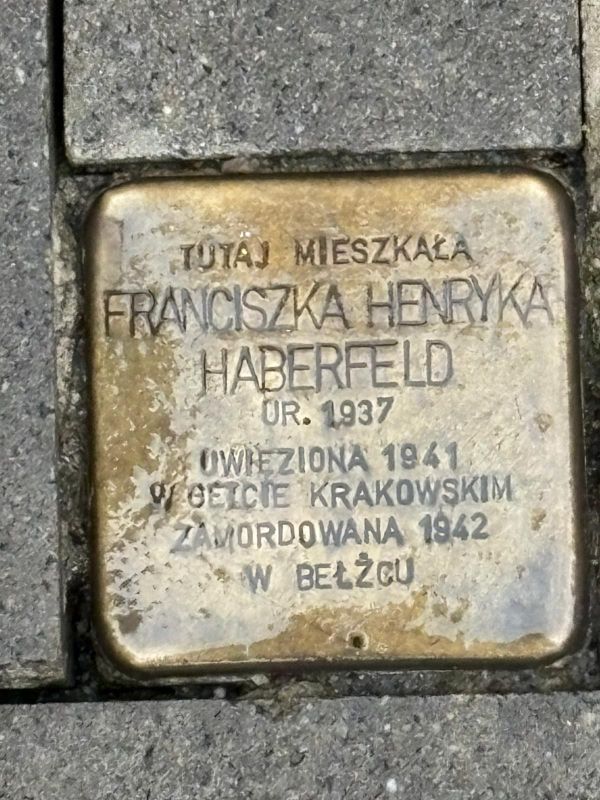 TUTAJ MIESZKAŁA
FRANCISZKA HENRYKA
HABERFELD
UR. 1937
UWIĘZIONA 1941
W GETCIE KRAKOWSKIM
ZAMORDOWANA 1942
W BEŁŻCU